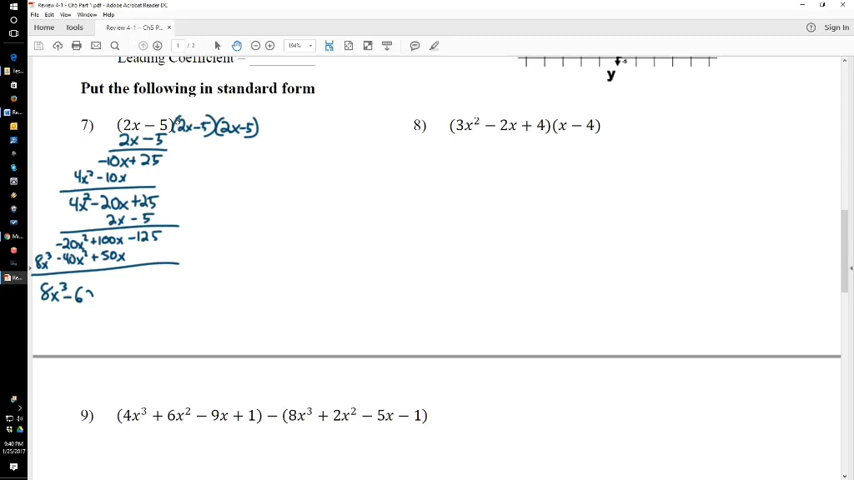 Review 4-1 - Ch5 Part 1.pdf - Adobe Acrobat Reader DC
File Edit View Window Help
Home Tools Review 4-1 - Ch5 P... × Sign In
1 / 2 104%
Leading Coefficient =
y
Put the following in standard form
7) (2x − 5)(2x−5)(2x−5)
2x − 5
-10x + 25
4x² - 10x
4x² - 20x + 25
2x - 5
-20x² + 100x - 125
8x³ - 40x² + 50x
8x³ - 6
8) (3x² − 2x + 4)(x − 4)
9) (4x³ + 6x² − 9x + 1) − (8x³ + 2x² − 5x − 1)
9:40 PM
1/25/2017